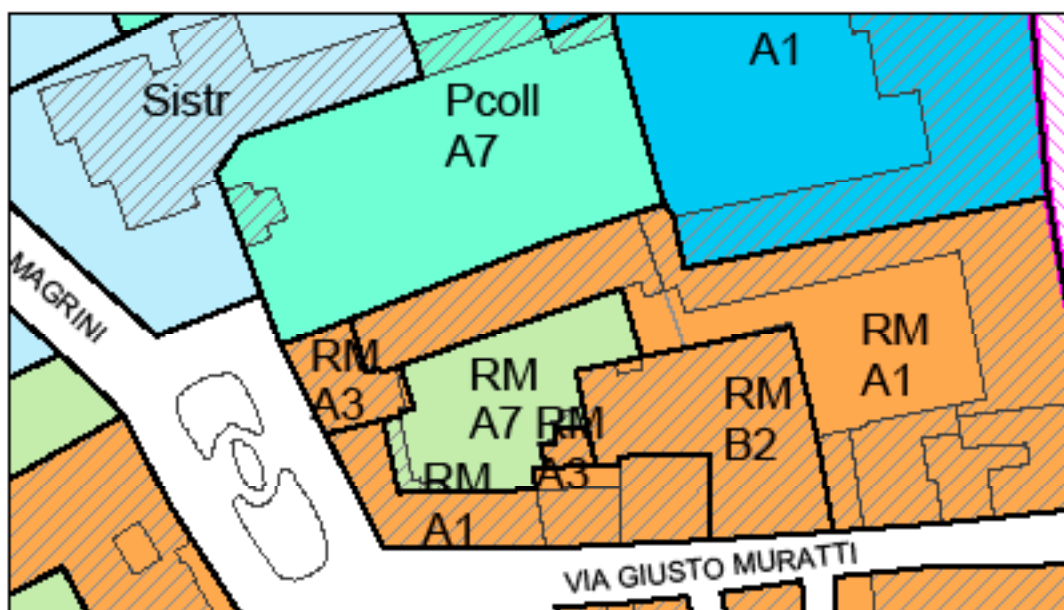 A1
Sistr
Pcoll
A7
MAGRINI
RM
A3
RM
A7
RM
A1
RM
B2
RM
A3
RM
A1
VIA GIUSTO MURATTI